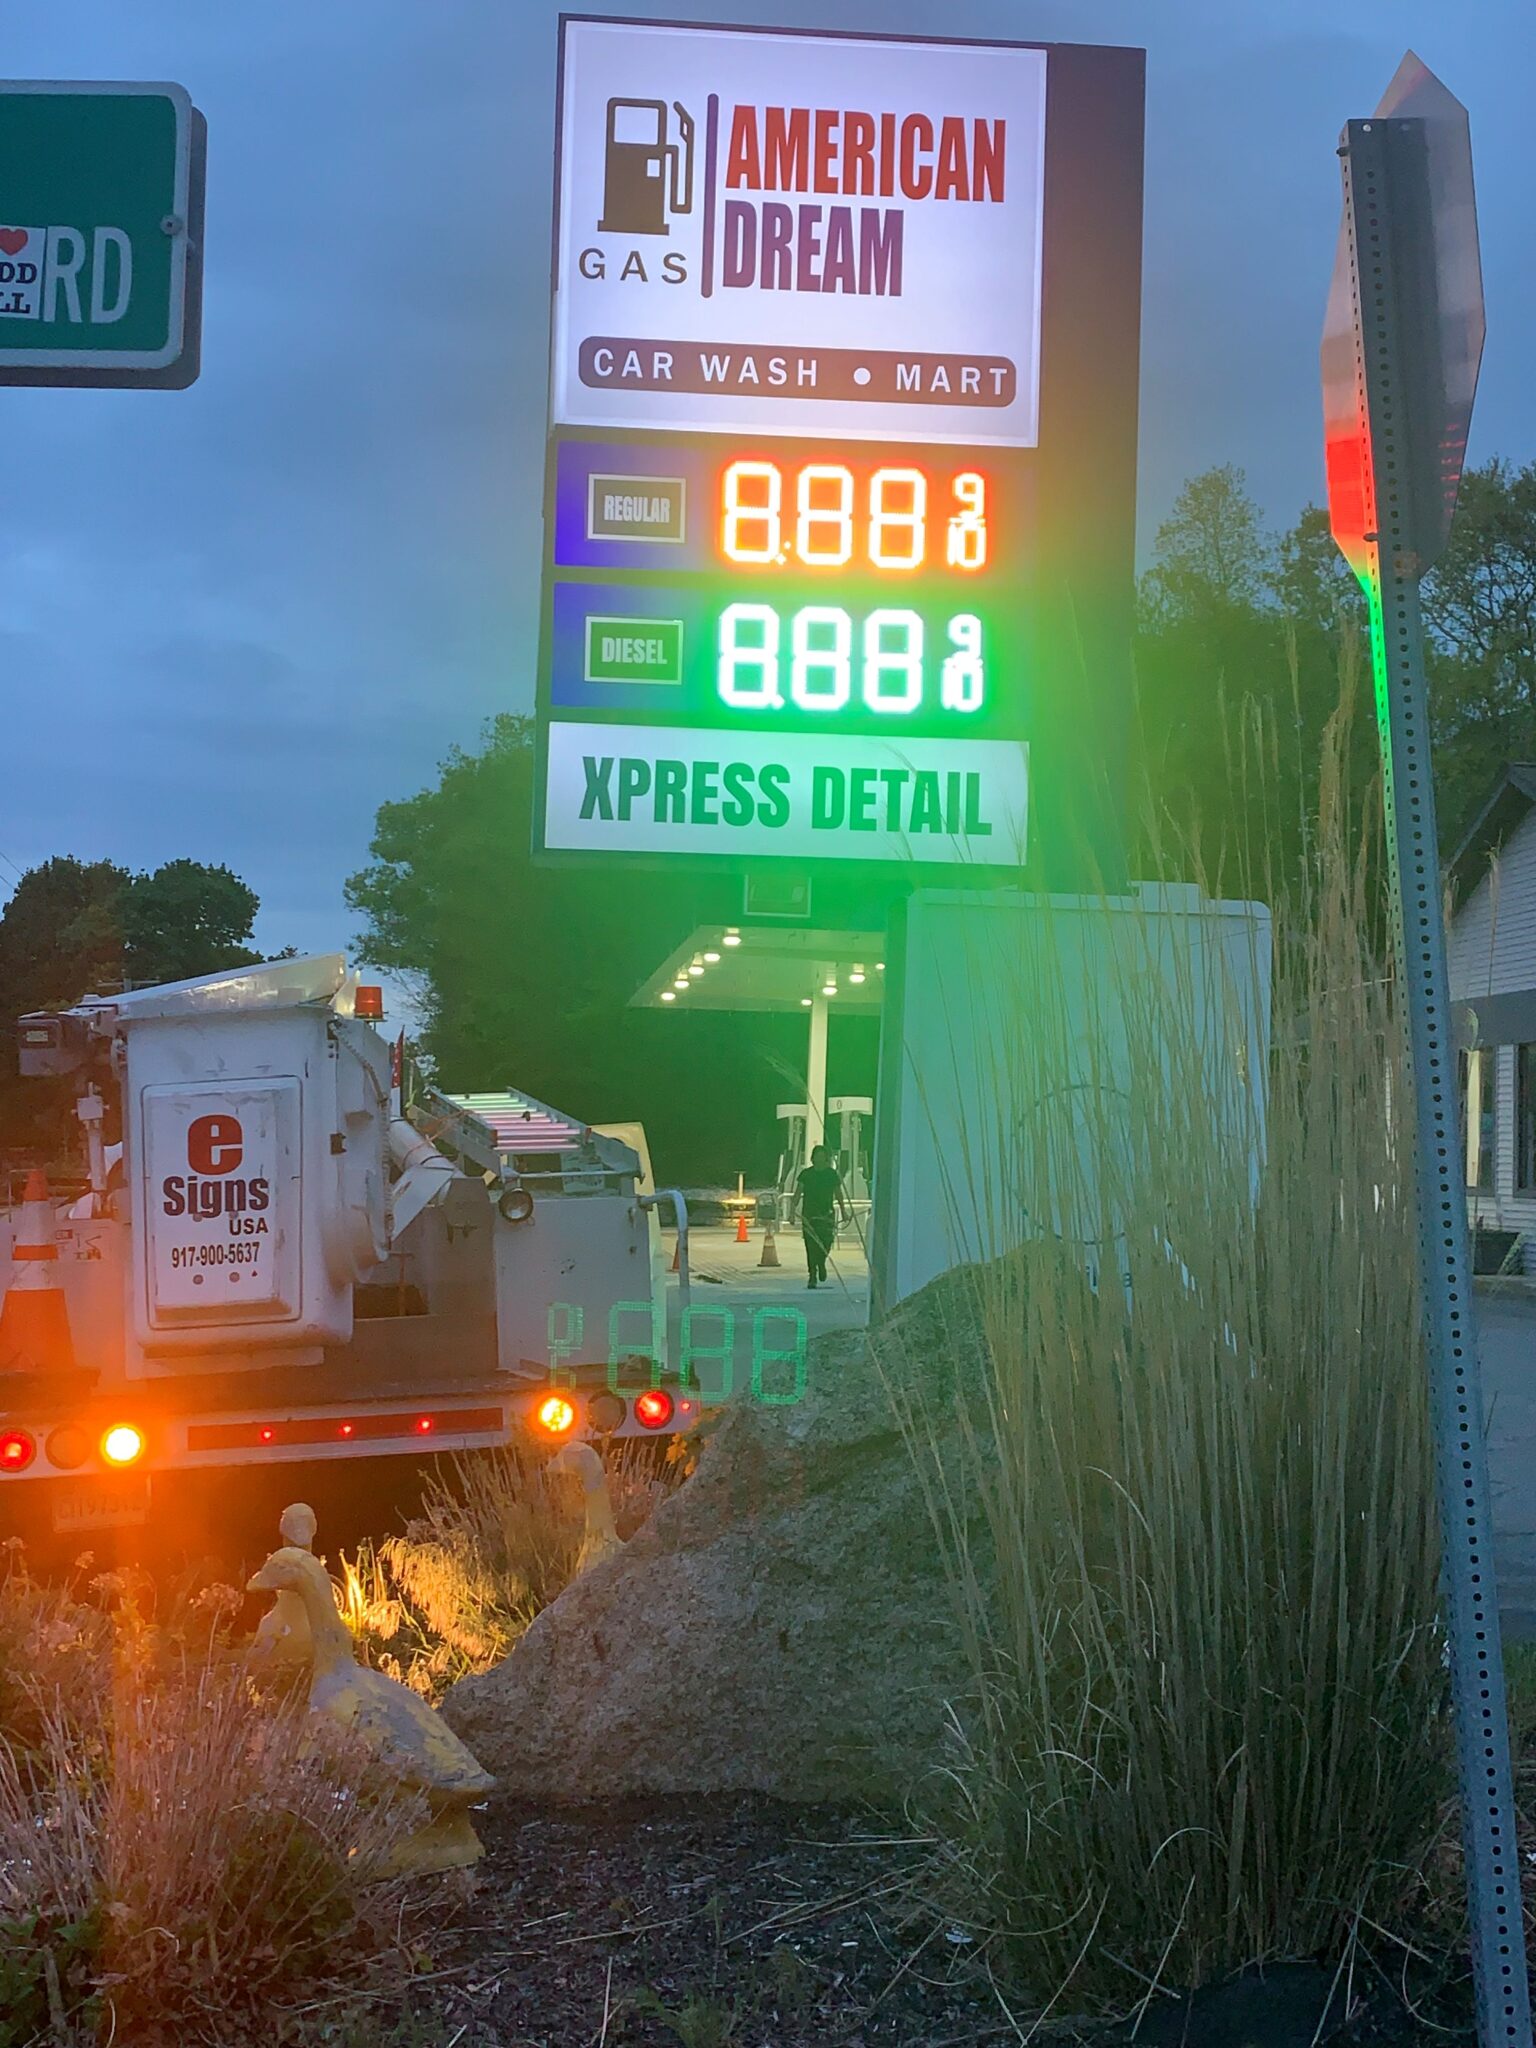 RD
AMERICAN
DREAM
GAS
CAR WASH • MART
REGULAR 8.88 9/10
DIESEL 8.88 9/10
XPRESS DETAIL
e
Signs
USA
917-900-5637